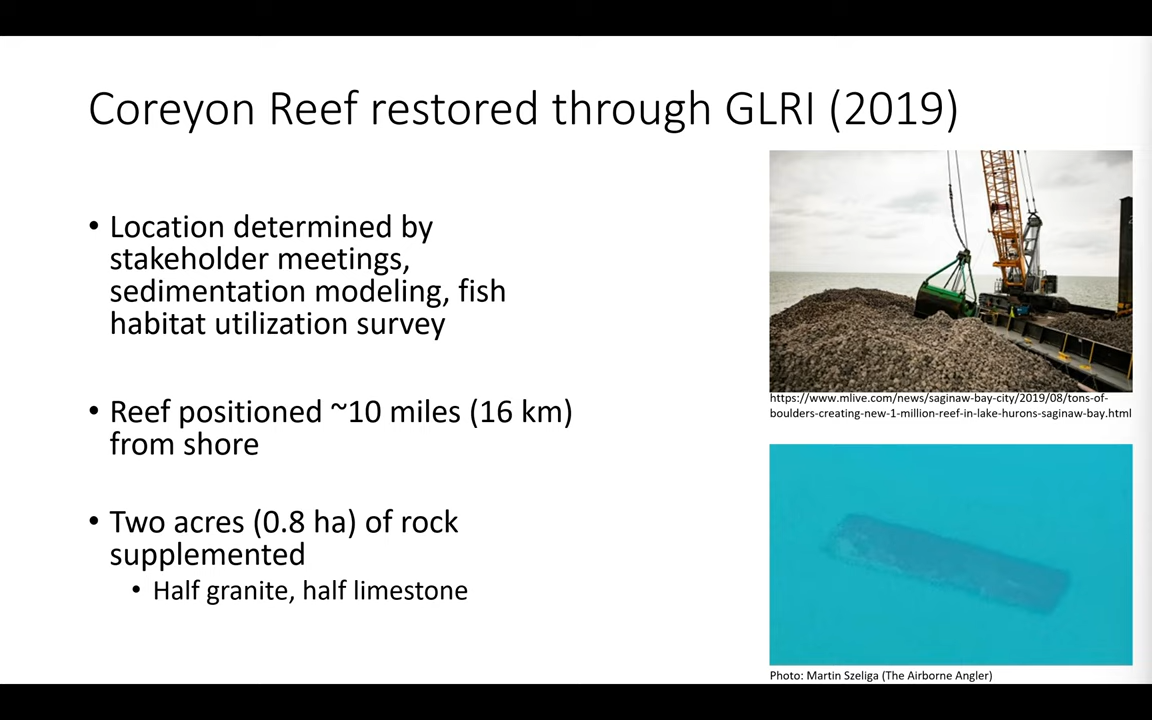 Coreyon Reef restored through GLRI (2019)
• Location determined by
stakeholder meetings,
sedimentation modeling, fish
habitat utilization survey
• Reef positioned ~10 miles (16 km)
from shore
• Two acres (0.8 ha) of rock
supplemented
• Half granite, half limestone
https://www.mlive.com/news/saginaw-bay-city/2019/08/tons-of-
boulders-creating-new-1-million-reef-in-lake-hurons-saginaw-bay.html
Photo: Martin Szeliga (The Airborne Angler)